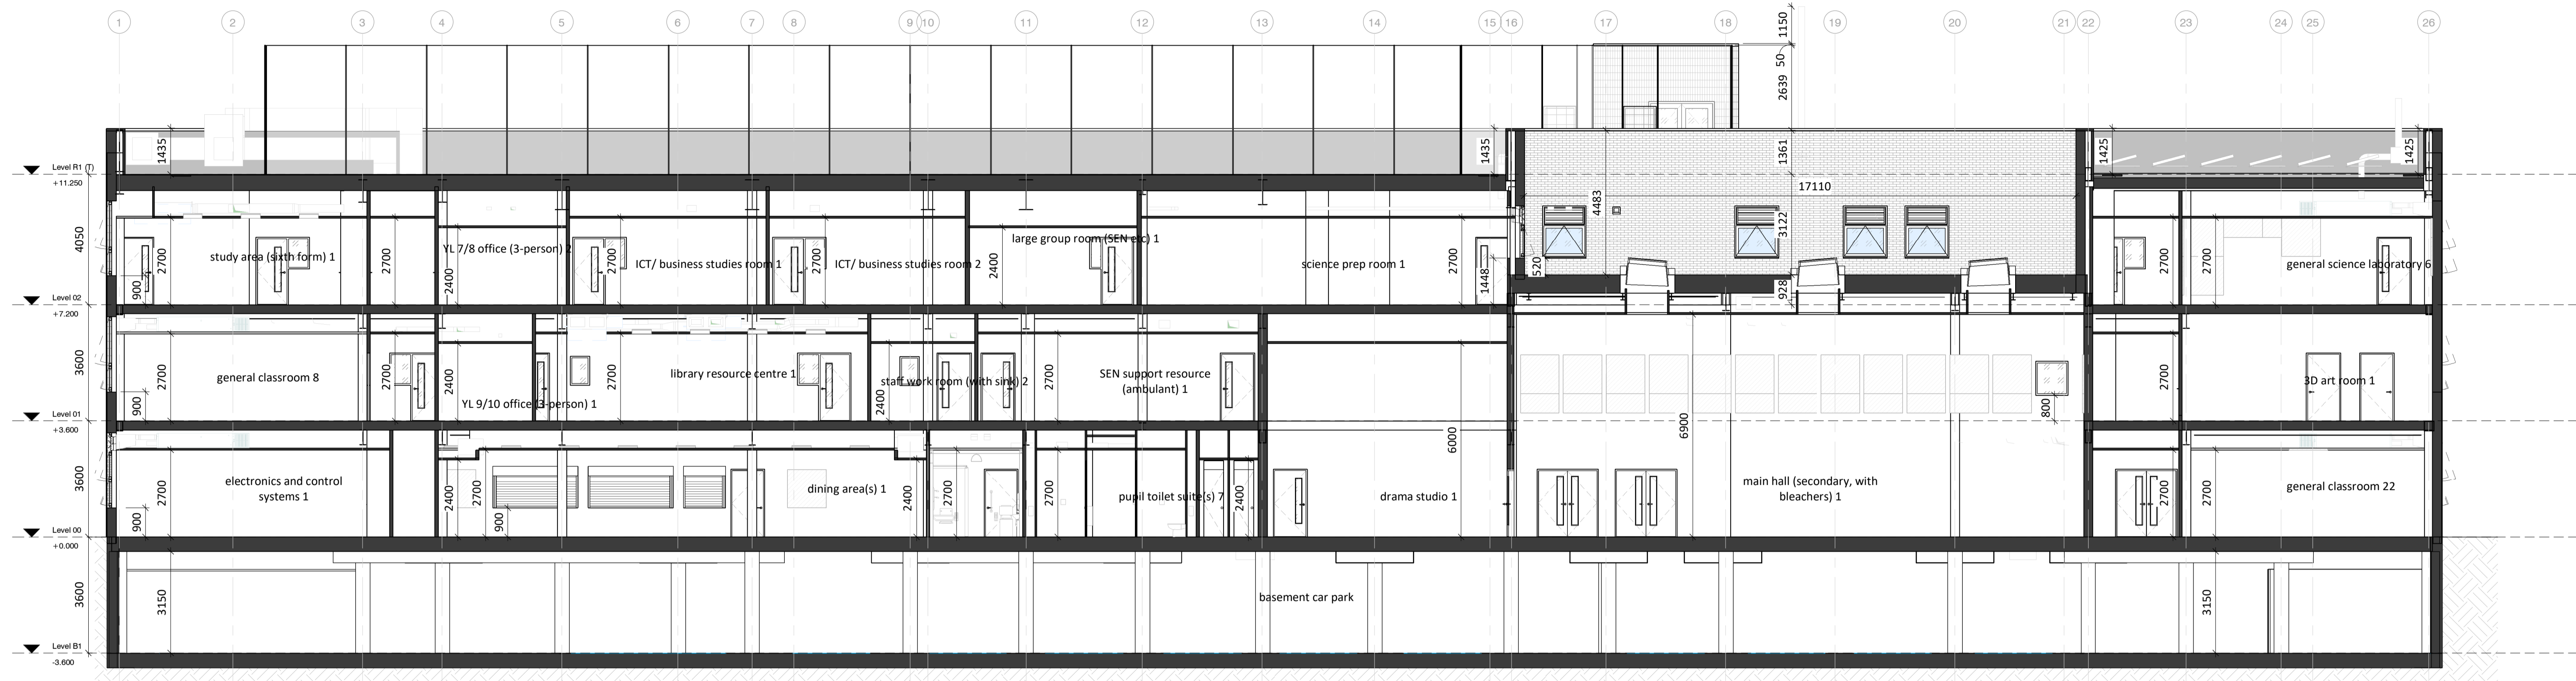 1 2 3 4 5 6 7 8 9 10 11 12 13 14 15 16 17 18 19 20 21 22 23 24 25 26
1150
50
2639
Level R1 (T)
+11.250
1435
1435
1361
1425
1425
17110
4483
3122
4050
900
2700
study area (sixth form) 1
2700
2400
YL 7/8 office (3-person) 2
2700
ICT/ business studies room 1
2700
ICT/ business studies room 2
2400
large group room (SEN etc) 1
science prep room 1
2700
1448
520
928
2700
2700
general science laboratory 6
Level 02
+7.200
3600
900
2700
general classroom 8
2700
2400
YL 9/10 office (3-person) 1
2700
library resource centre 1
2400
staff work room (with sink) 2
2700
SEN support resource
(ambulant) 1
6000
6900
800
2700
3D art room 1
Level 01
+3.600
3600
900
2700
electronics and control
systems 1
2400
2700
900
dining area(s) 1
2400
2700
2700
pupil toilet suite(s) 7
2400
drama studio 1
main hall (secondary, with
bleachers) 1
2700
2700
general classroom 22
Level 00
+0.000
3600
3150
basement car park
3150
Level B1
-3.600